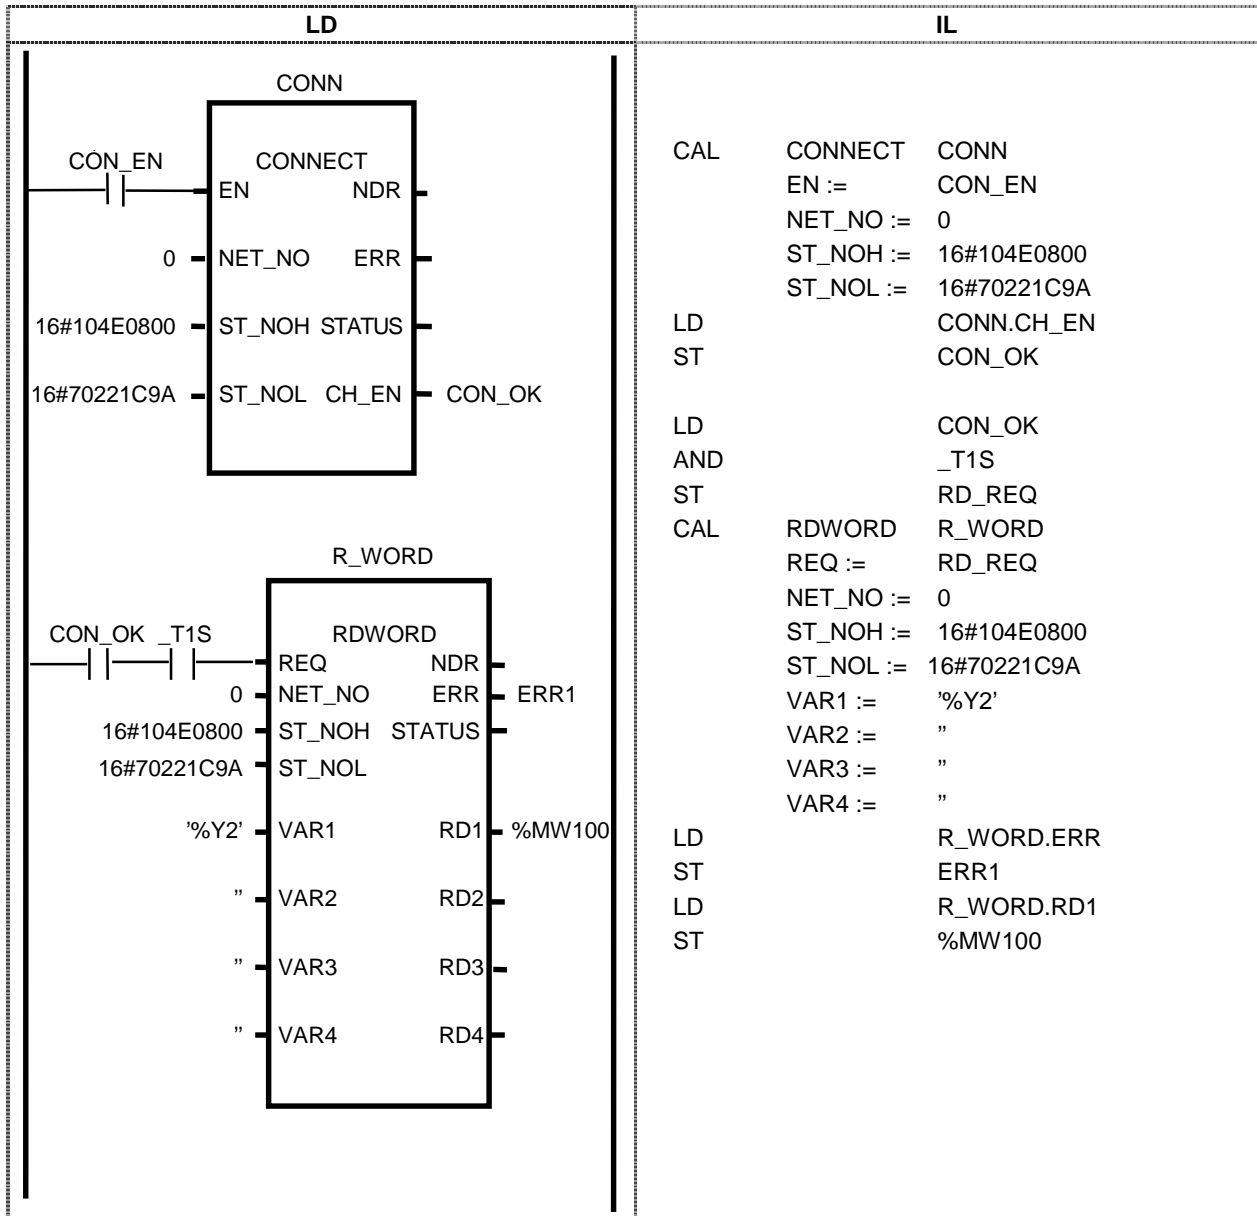 LD
CONN
CON_EN
CONNECT
EN NDR
0 NET_NO ERR
16#104E0800 ST_NOH STATUS
16#70221C9A ST_NOL CH_EN CON_OK
R_WORD
CON_OK _T1S RDWORD
REQ NDR
0 NET_NO ERR ERR1
16#104E0800 ST_NOH STATUS
16#70221C9A ST_NOL
'%Y2' VAR1 RD1 %MW100
" VAR2 RD2
" VAR3 RD3
" VAR4 RD4
IL
CAL CONNECT CONN
EN := CON_EN
NET_NO := 0
ST_NOH := 16#104E0800
ST_NOL := 16#70221C9A
LD CONN.CH_EN
ST CON_OK
LD CON_OK
AND _T1S
ST RD_REQ
CAL RDWORD R_WORD
REQ := RD_REQ
NET_NO := 0
ST_NOH := 16#104E0800
ST_NOL := 16#70221C9A
VAR1 := '%Y2’
VAR2 := ”
VAR3 := ”
VAR4 := ”
LD R_WORD.ERR
ST ERR1
LD R_WORD.RD1
ST %MW100